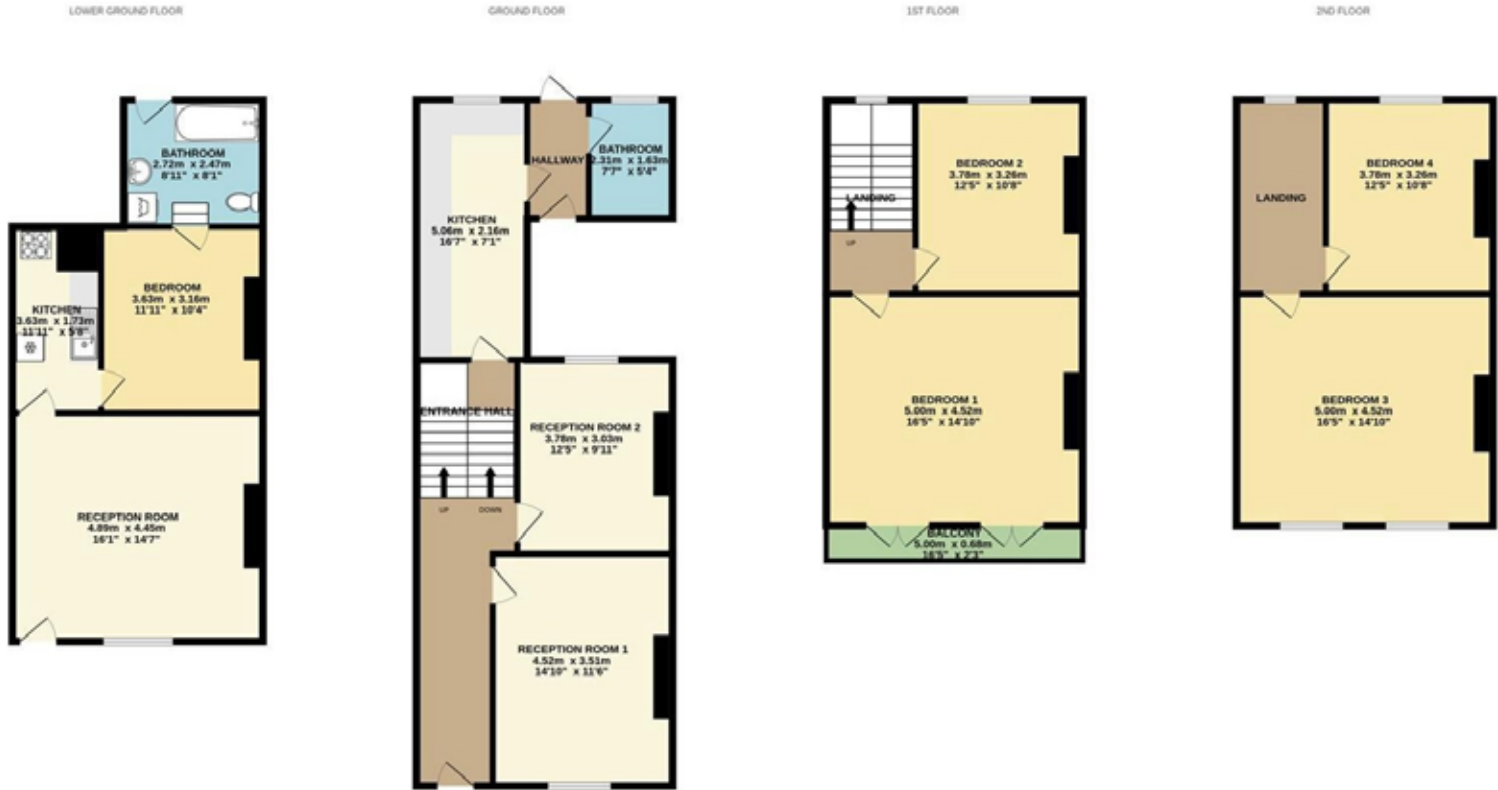 LOWER GROUND FLOOR
BATHROOM
2.72m x 2.47m
8'11" x 8'1"
BEDROOM
3.63m x 3.16m
11'11" x 10'4"
KITCHEN
3.63m x 1.73m
11'11" x 5'8"
RECEPTION ROOM
4.89m x 4.45m
16'1" x 14'7"
GROUND FLOOR
HALLWAY
BATHROOM
2.31m x 1.63m
7'7" x 5'4"
KITCHEN
5.06m x 2.16m
16'7" x 7'1"
ENTRANCE HALL
UP
DOWN
RECEPTION ROOM 2
3.78m x 3.03m
12'5" x 9'11"
RECEPTION ROOM 1
4.52m x 3.51m
14'10" x 11'6"
1ST FLOOR
LANDING
UP
BEDROOM 2
3.78m x 3.26m
12'5" x 10'8"
BEDROOM 1
5.00m x 4.52m
16'5" x 14'10"
BALCONY
5.00m x 0.68m
16'5" x 2'3"
2ND FLOOR
LANDING
BEDROOM 4
3.78m x 3.26m
12'5" x 10'8"
BEDROOM 3
5.00m x 4.52m
16'5" x 14'10"